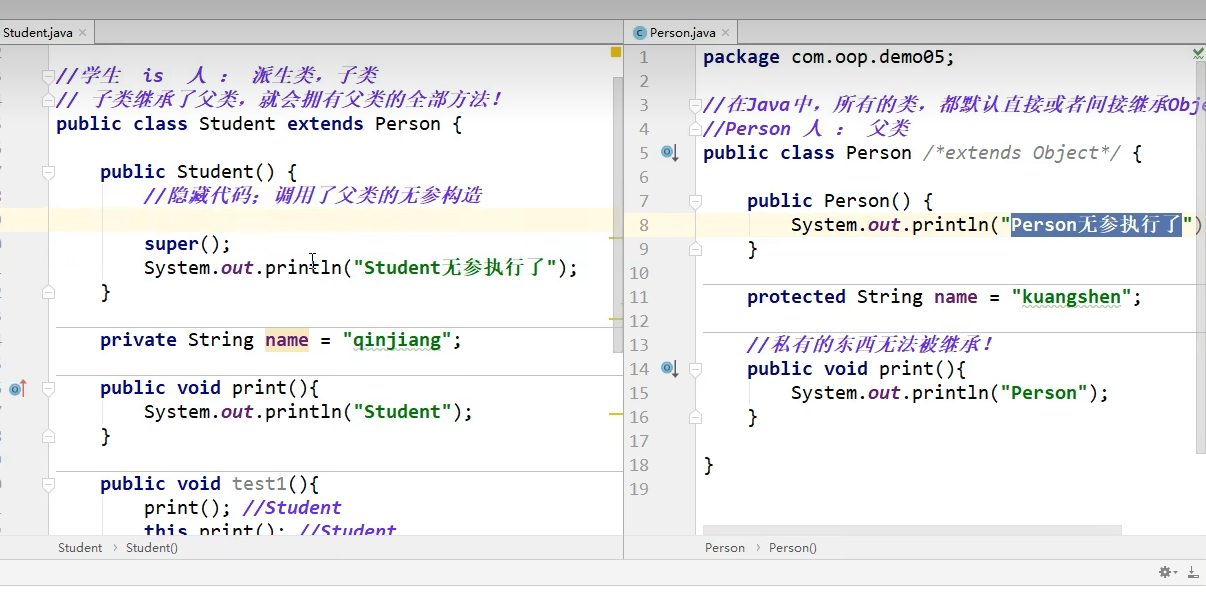 Student.java
//学生 is 人 ： 派生类，子类
// 子类继承了父类，就会拥有父类的全部方法！
public class Student extends Person {
public Student() {
//隐藏代码；调用了父类的无参构造
super();
System.out.println("Student无参执行了");
}
private String name = "qinjiang";
public void print(){
System.out.println("Student");
}
public void test1(){
print(); //Student
this.print(); //Student
Student › Student()
Person.java
1 package com.oop.demo05;
2
3 //在Java中，所有的类，都默认直接或者间接继承Obje
4 //Person 人 ： 父类
5 public class Person /*extends Object*/ {
6
7 public Person() {
8 System.out.println("Person无参执行了")
9 }
10
11 protected String name = "kuangshen";
12
13 //私有的东西无法被继承！
14 public void print(){
15 System.out.println("Person");
16 }
17
18 }
19
Person › Person()